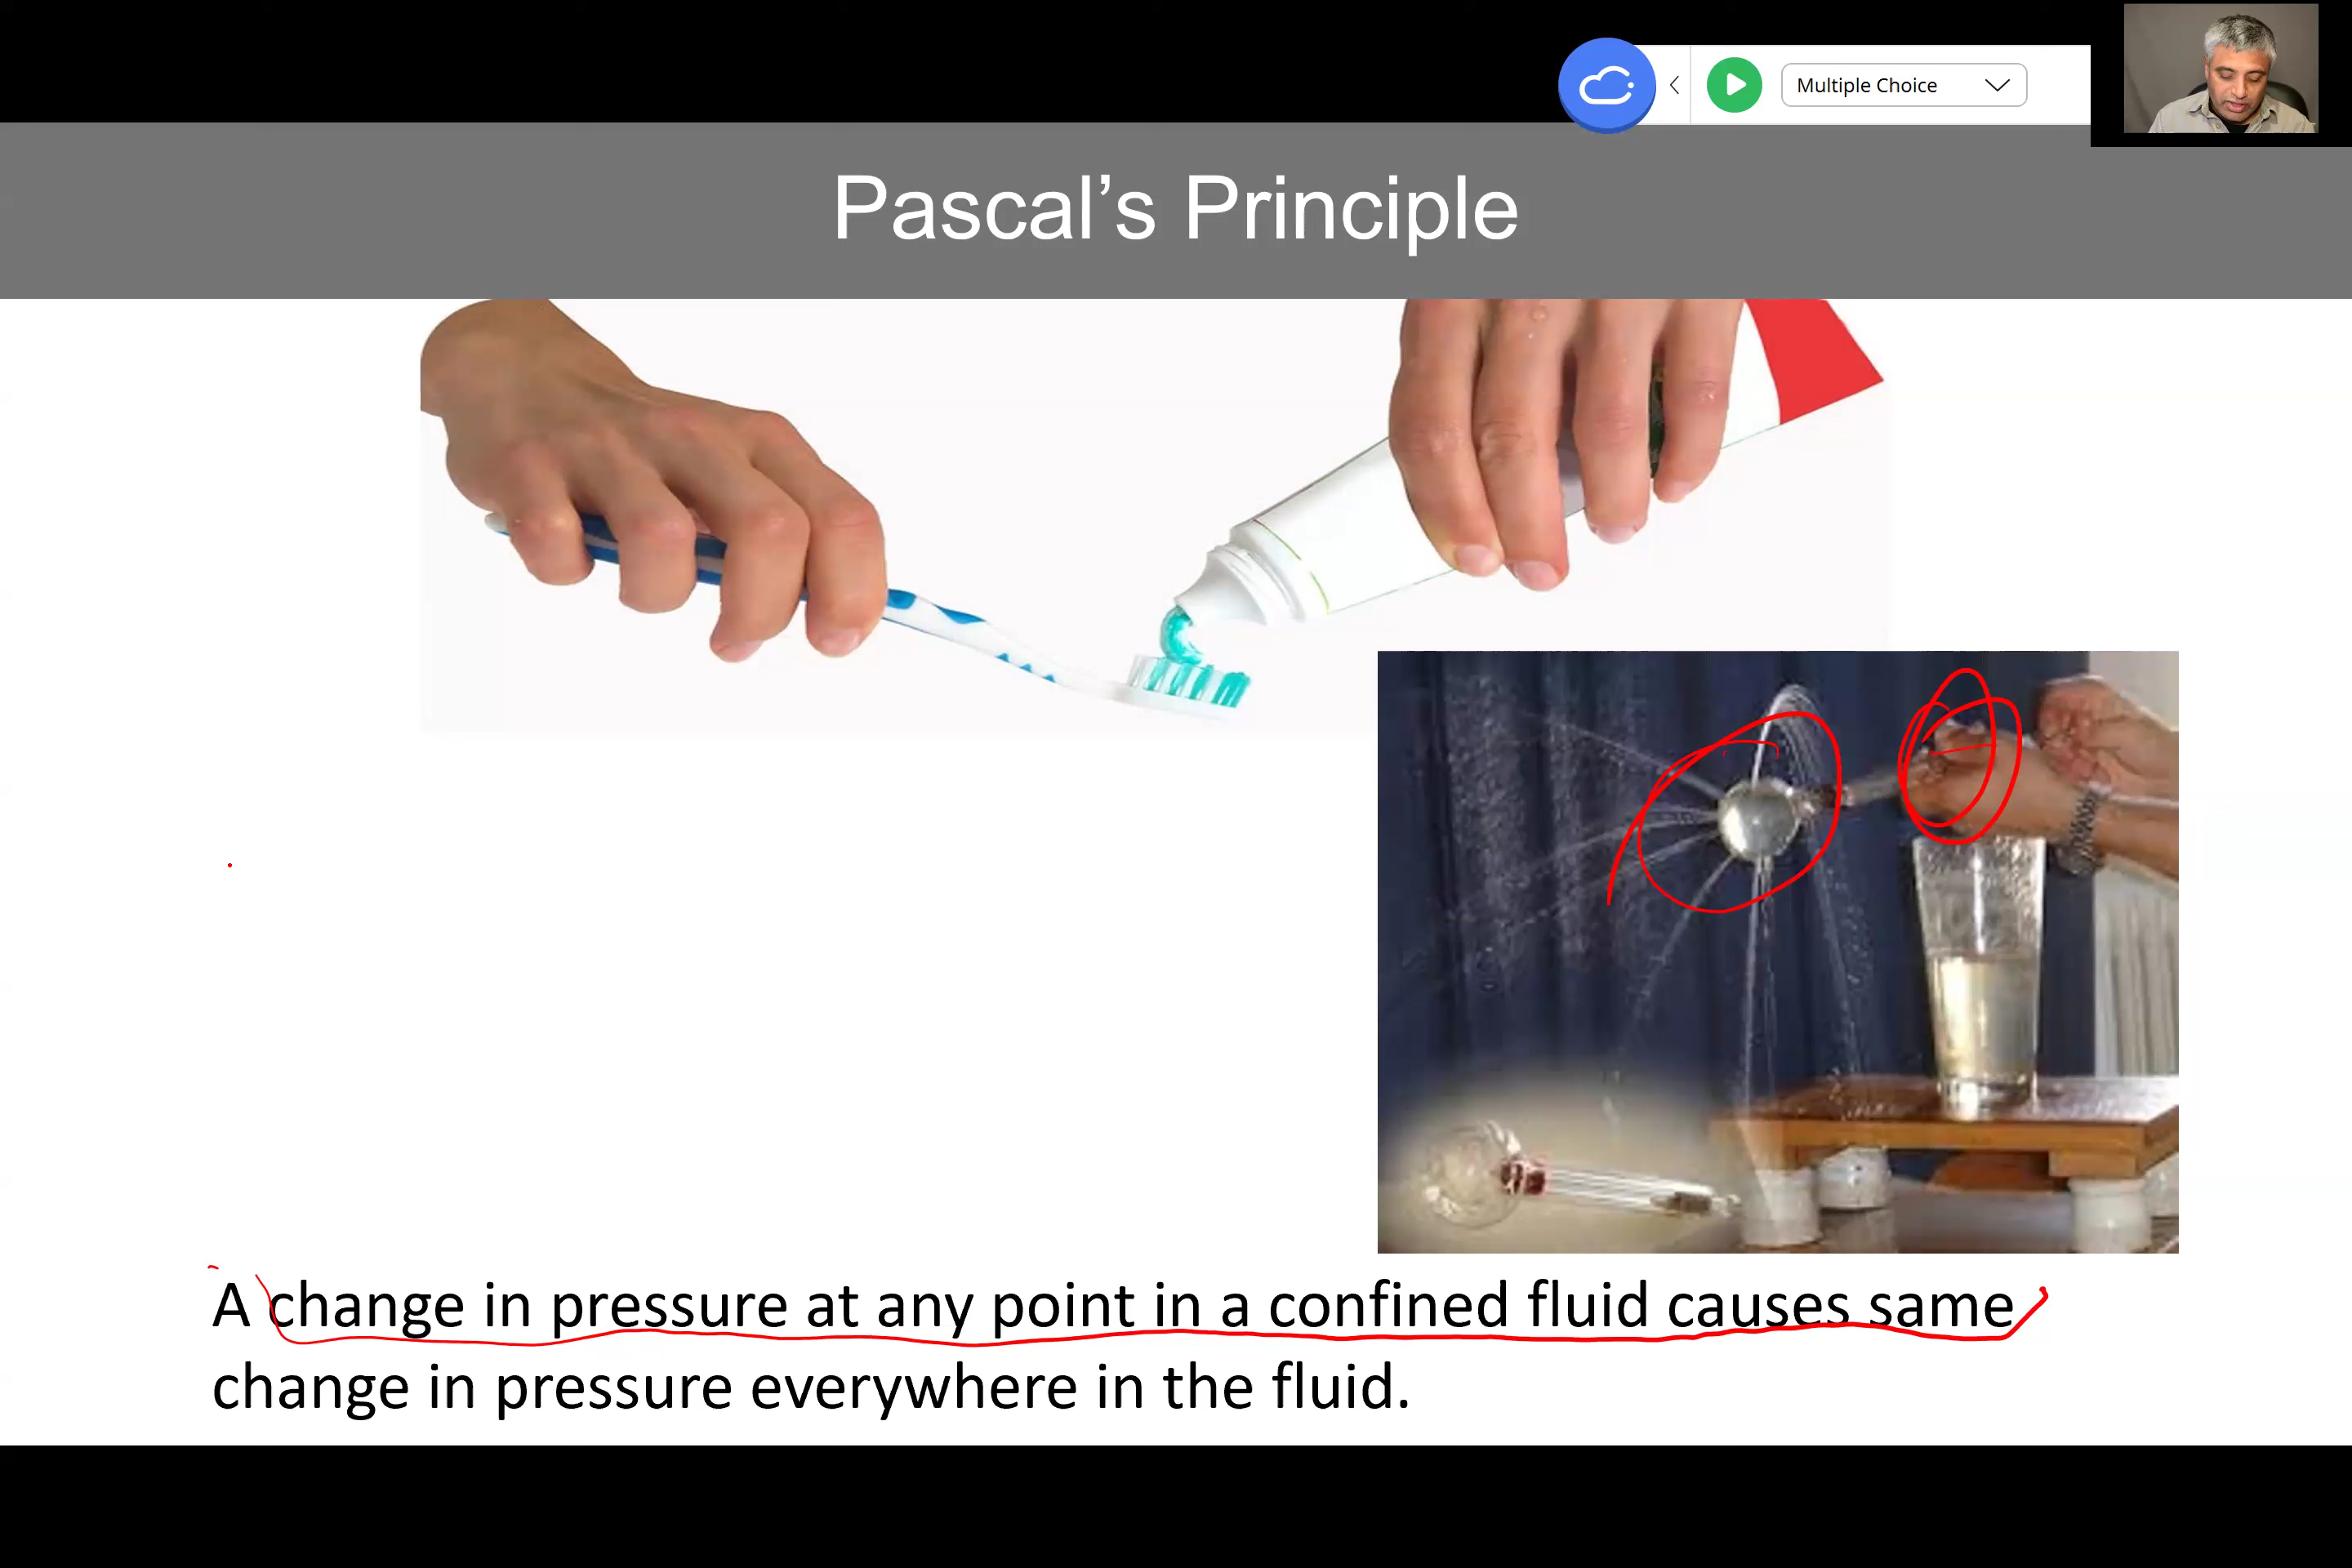 Multiple Choice
Pascal’s Principle
A change in pressure at any point in a confined fluid causes same
change in pressure everywhere in the fluid.